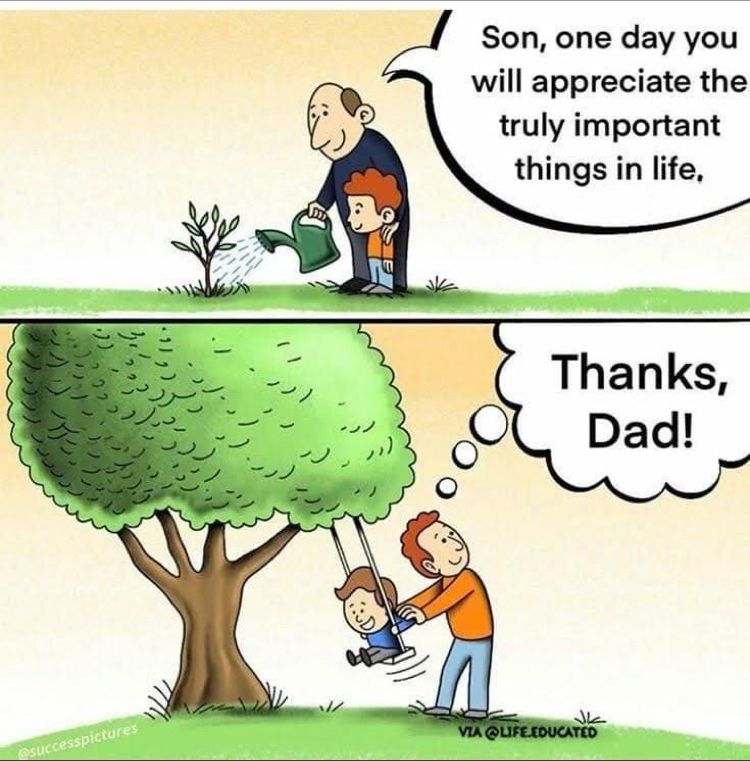 Son, one day you
will appreciate the
truly important
things in life,
Thanks,
Dad!
VIA @LIFE.EDUCATED
@successpictures